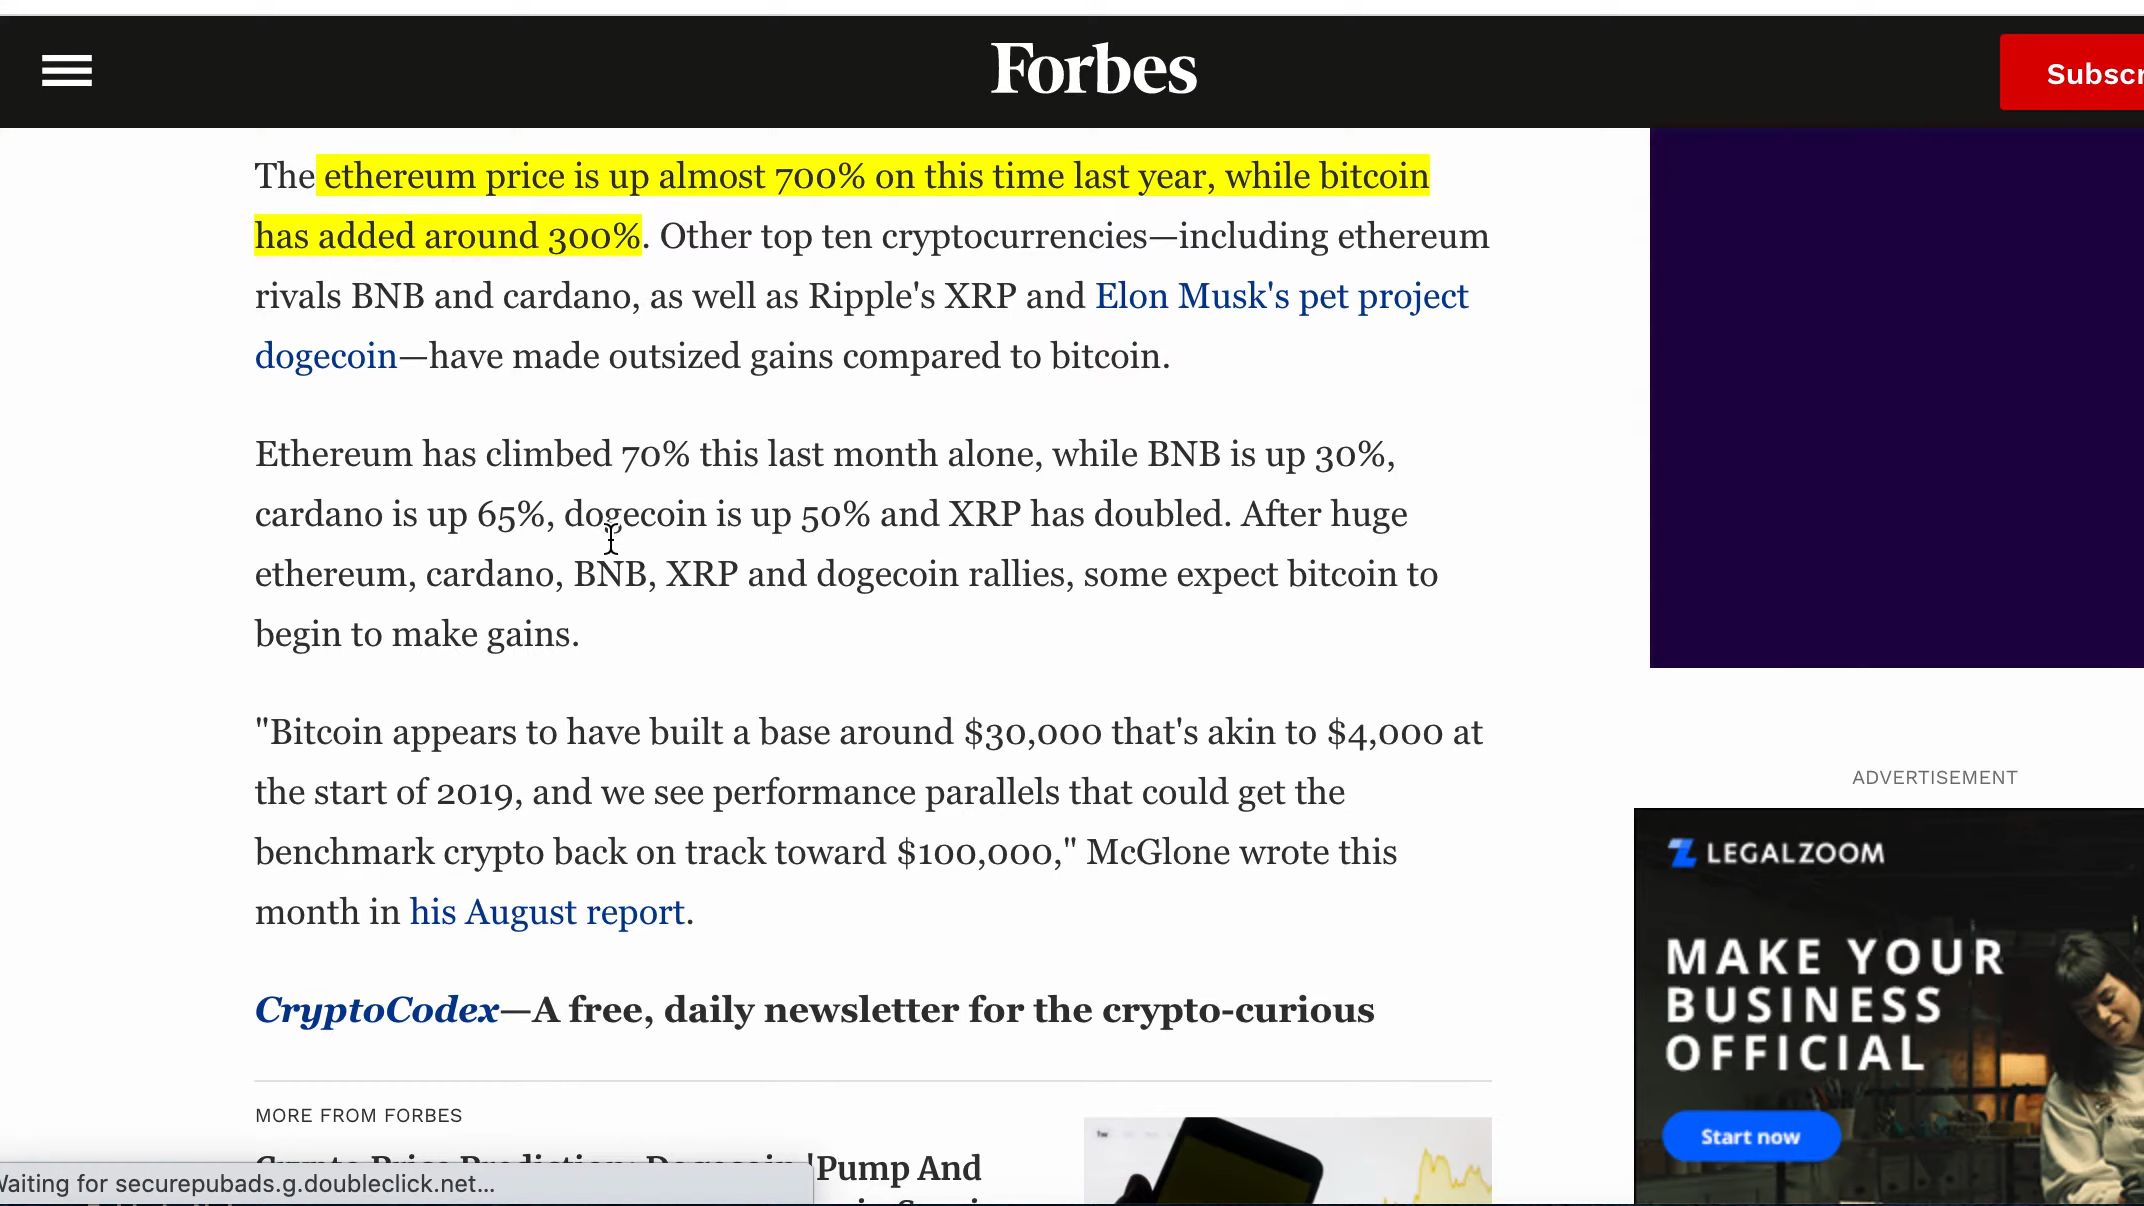 Forbes
Subscr
The ethereum price is up almost 700% on this time last year, while bitcoin
has added around 300%. Other top ten cryptocurrencies—including ethereum
rivals BNB and cardano, as well as Ripple's XRP and Elon Musk's pet project
dogecoin—have made outsized gains compared to bitcoin.
Ethereum has climbed 70% this last month alone, while BNB is up 30%,
cardano is up 65%, dogecoin is up 50% and XRP has doubled. After huge
ethereum, cardano, BNB, XRP and dogecoin rallies, some expect bitcoin to
begin to make gains.
"Bitcoin appears to have built a base around $30,000 that's akin to $4,000 at
the start of 2019, and we see performance parallels that could get the
benchmark crypto back on track toward $100,000," McGlone wrote this
month in his August report.
CryptoCodex—A free, daily newsletter for the crypto-curious
MORE FROM FORBES
Crypto Price Prediction: Dogecoin 'Pump And
Waiting for securepubads.g.doubleclick.net...
ADVERTISEMENT
LEGALZOOM
MAKE YOUR
BUSINESS
OFFICIAL
Start now